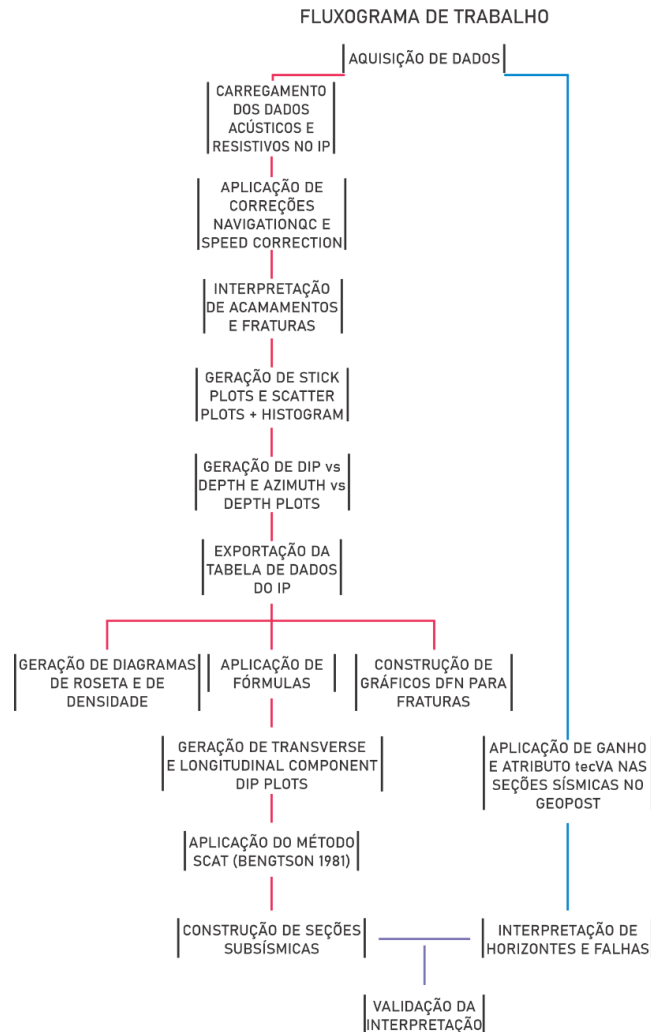 FLUXOGRAMA DE TRABALHO
AQUISIÇÃO DE DADOS
CARREGAMENTO
DOS DADOS
ACÚSTICOS E
RESISTIVOS NO IP
APLICAÇÃO DE
CORREÇÕES
NAVIGATIONQC E
SPEED CORRECTION
INTERPRETAÇÃO
DE ACAMAMENTOS
E FRATURAS
GERAÇÃO DE STICK
PLOTS E SCATTER
PLOTS + HISTOGRAM
GERAÇÃO DE DIP vs
DEPTH E AZIMUTH vs
DEPTH PLOTS
EXPORTAÇÃO DA
TABELA DE DADOS
DO IP
GERAÇÃO DE DIAGRAMAS
DE ROSETA E DE
DENSIDADE
APLICAÇÃO DE
FÓRMULAS
CONSTRUÇÃO DE
GRÁFICOS DFN PARA
FRATURAS
GERAÇÃO DE TRANSVERSE
E LONGITUDINAL COMPONENT
DIP PLOTS
APLICAÇÃO DE GANHO
E ATRIBUTO tecVA NAS
SEÇÕES SÍSMICAS NO
GEOPOST
APLICAÇÃO DO MÉTODO
SCAT (BENGTSON 1981)
CONSTRUÇÃO DE SEÇÕES
SUBSÍSMICAS
INTERPRETAÇÃO DE
HORIZONTES E FALHAS
VALIDAÇÃO DA
INTERPRETAÇÃO